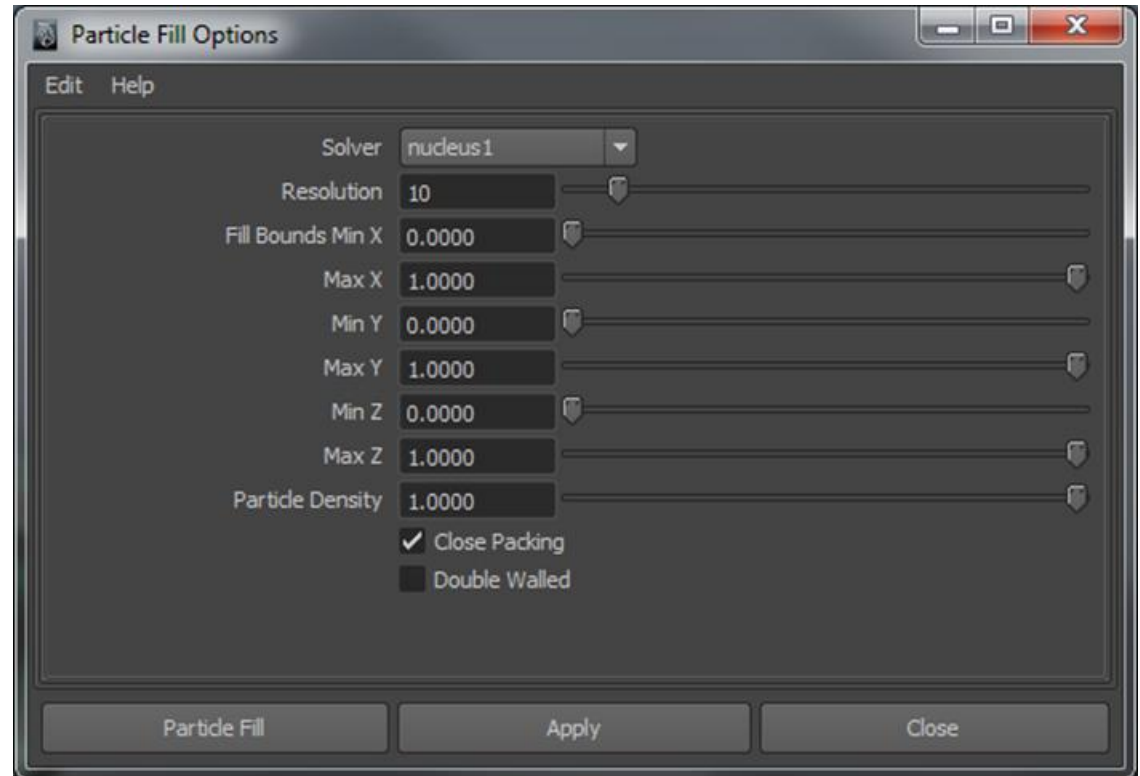 Particle Fill Options
Edit Help
Solver nucleus1
Resolution 10
Fill Bounds Min X 0.0000
Max X 1.0000
Min Y 0.0000
Max Y 1.0000
Min Z 0.0000
Max Z 1.0000
Particle Density 1.0000
Close Packing
Double Walled
Particle Fill Apply Close